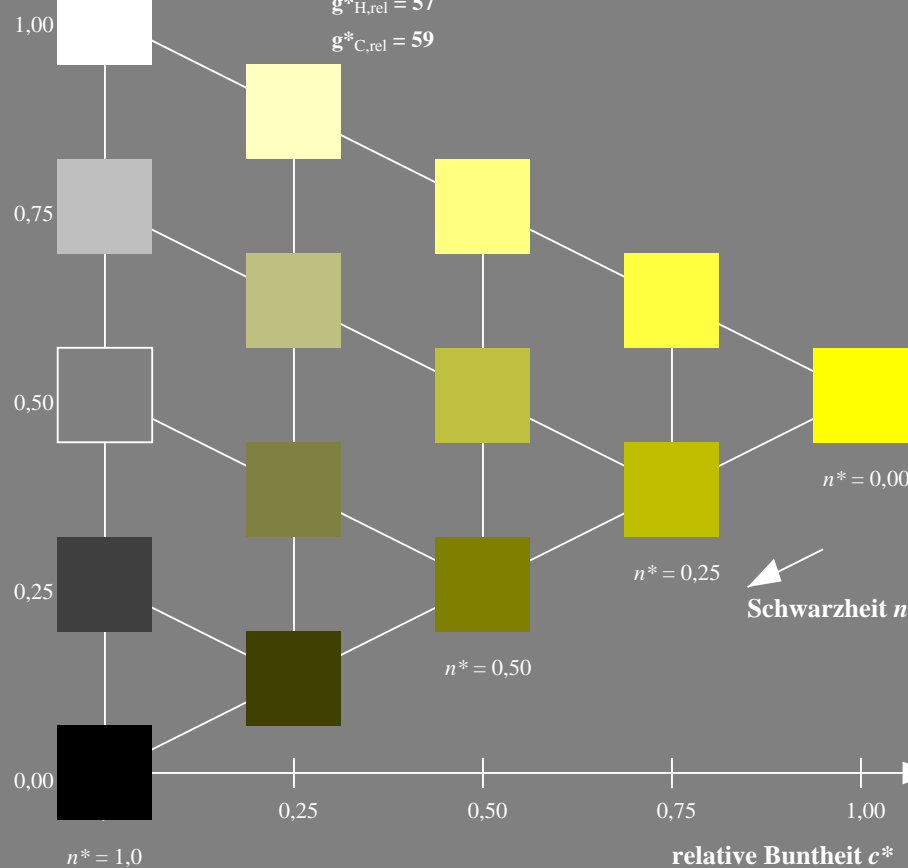 g*H,rel = 57
1,00
g*C,rel = 59
0,75
0,50
n* = 0,00
n* = 0,25
0,25
Schwarzheit n
n* = 0,50
0,00
0,25
0,50
0,75
1,00
n* = 1,0
relative Buntheit c*